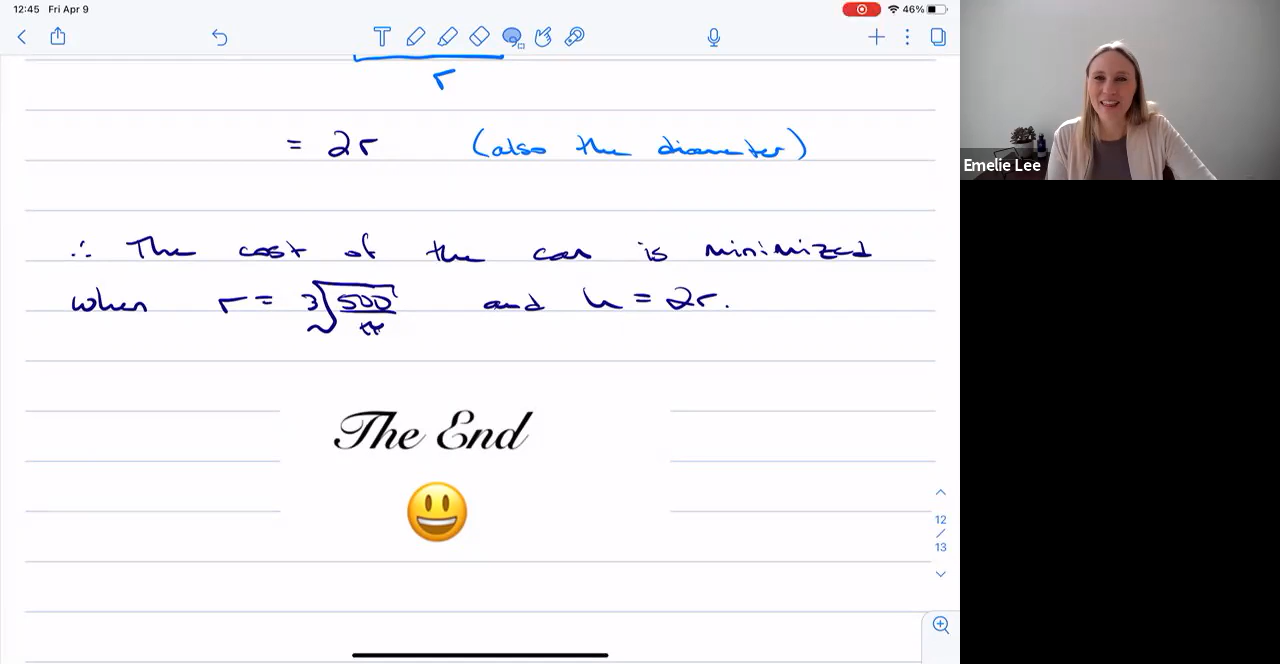 12:45 Fri Apr 9
46%
T
r
= 2r (also the diameter)
∴ The cost of the can is minimized
when r = ∛(500/π) and h = 2r.
The End
12
/
13
Emelie Lee